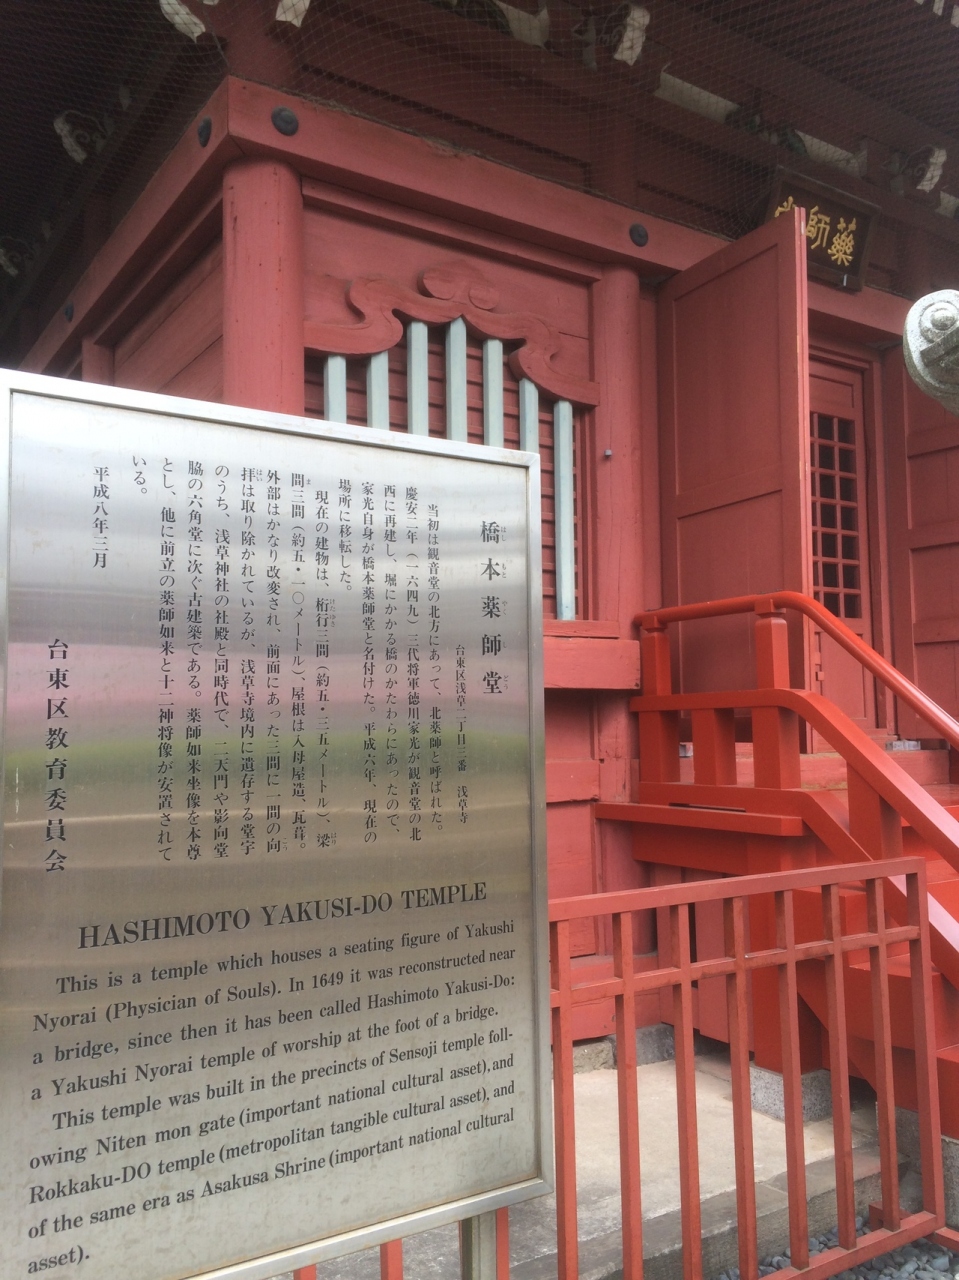 薬師
橋本薬師堂
はし もと やく し どう
台東区浅草二丁目三番 浅草寺
当初は観音堂の北方にあって、北薬師と呼ばれた。
慶安二年（一六四九）三代将軍徳川家光が観音堂の北
西に再建し、堀にかかる橋のかたわらにあったので、
家光自身が橋本薬師堂と名付けた。平成六年、現在の
場所に移転した。
現在の建物は、桁行三間（約五・三五メートル）、梁
間三間（約五・一〇メートル）、屋根は入母屋造、瓦葺。
外部はかなり改変され、前面にあった三間に一間の向
拝は取り除かれているが、浅草寺境内に遺存する堂宇
のうち、浅草神社の社殿と同時代で、二天門や影向堂
脇の六角堂に次ぐ古建築である。薬師如来坐像を本尊
とし、他に前立の薬師如来と十二神将像が安置されて
いる。
平成八年三月
台東区教育委員会
HASHIMOTO YAKUSI-DO TEMPLE
This is a temple which houses a seating figure of Yakushi
Nyorai (Physician of Souls). In 1649 it was reconstructed near
a bridge, since then it has been called Hashimoto Yakusi-Do:
a Yakushi Nyorai temple of worship at the foot of a bridge.
This temple was built in the precincts of Sensoji temple foll-
owing Niten mon gate (important national cultural asset), and
Rokkaku-DO temple (metropolitan tangible cultural asset), and
of the same era as Asakusa Shrine (important national cultural
asset).